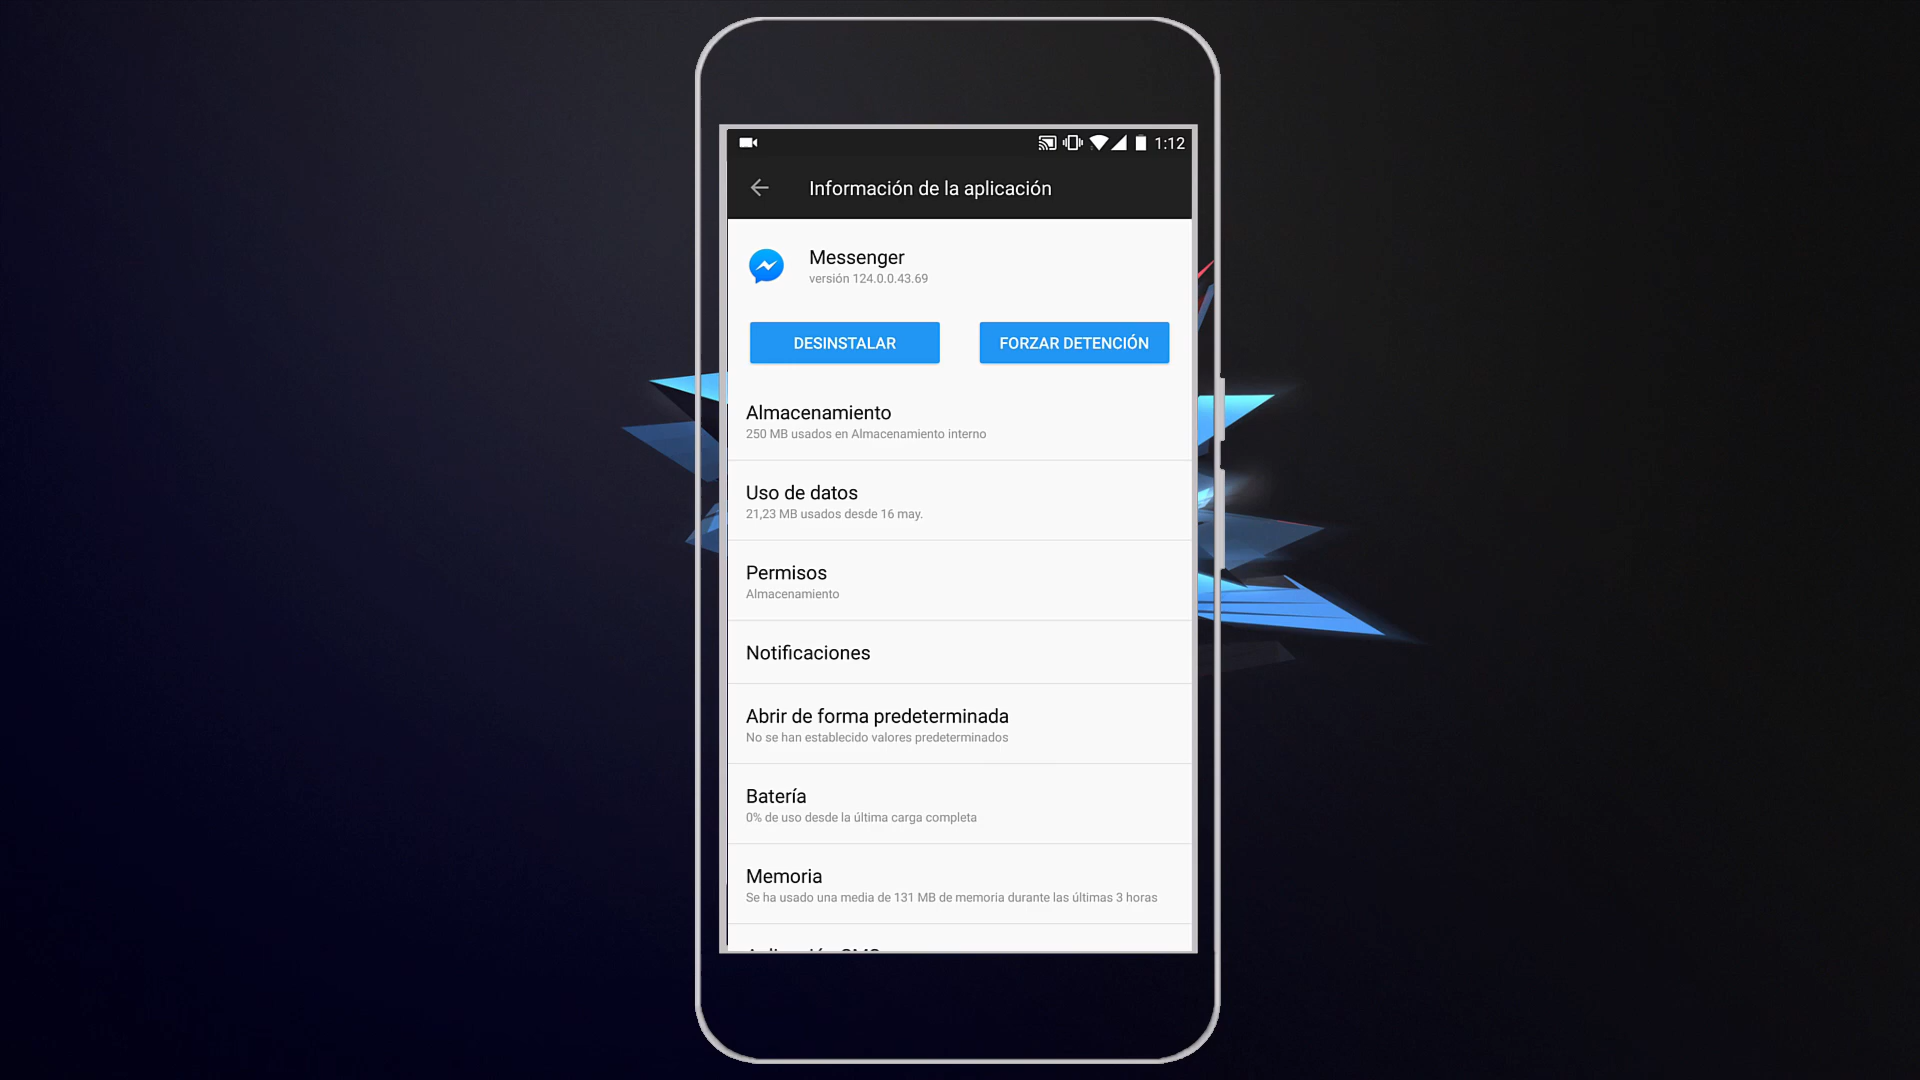 1:12
Información de la aplicación
Messenger
versión 124.0.0.43.69
DESINSTALAR FORZAR DETENCIÓN
Almacenamiento
250 MB usados en Almacenamiento interno
Uso de datos
21,23 MB usados desde 16 may.
Permisos
Almacenamiento
Notificaciones
Abrir de forma predeterminada
No se han establecido valores predeterminados
Batería
0% de uso desde la última carga completa
Memoria
Se ha usado una media de 131 MB de memoria durante las últimas 3 horas